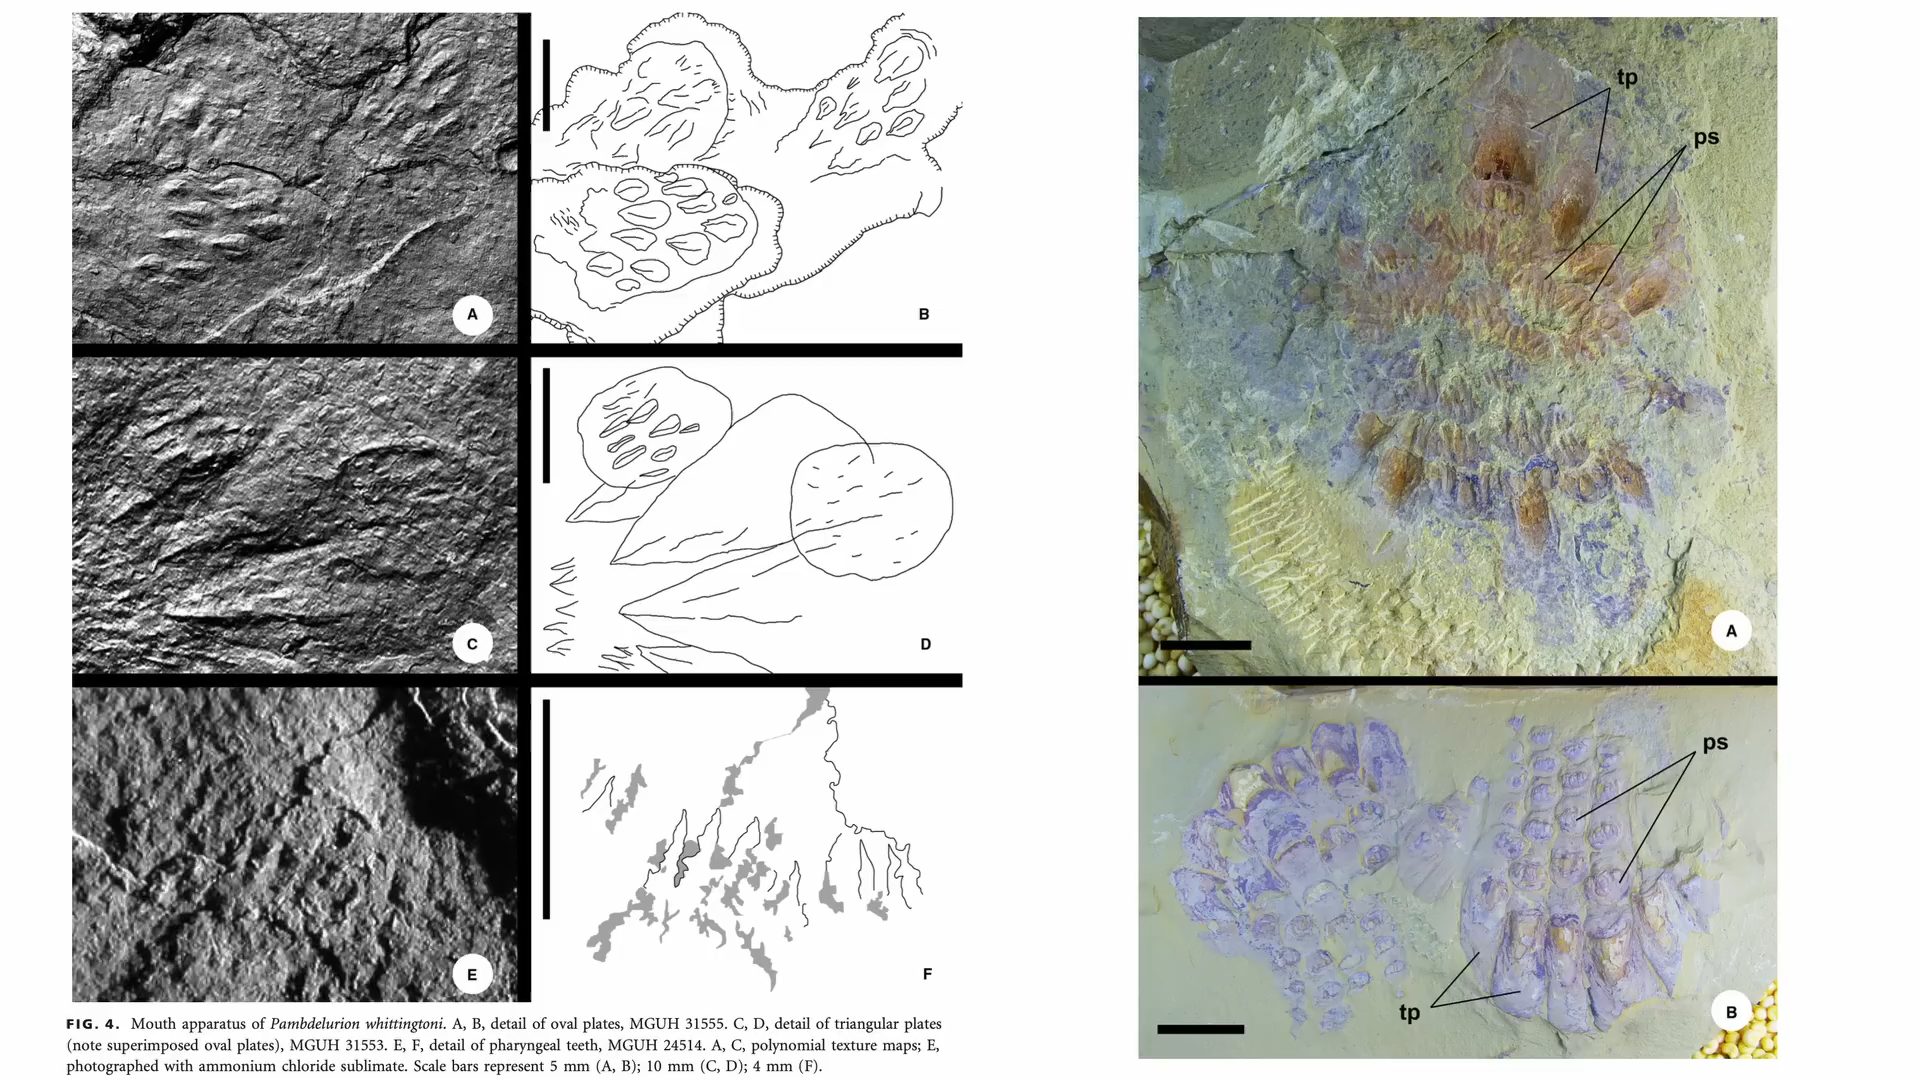 A
B
C
D
E
F
FIG. 4. Mouth apparatus of Pambdelurion whittingtoni. A, B, detail of oval plates, MGUH 31555. C, D, detail of triangular plates
(note superimposed oval plates), MGUH 31553. E, F, detail of pharyngeal teeth, MGUH 24514. A, C, polynomial texture maps; E,
photographed with ammonium chloride sublimate. Scale bars represent 5 mm (A, B); 10 mm (C, D); 4 mm (F).
tp
ps
A
ps
tp
B